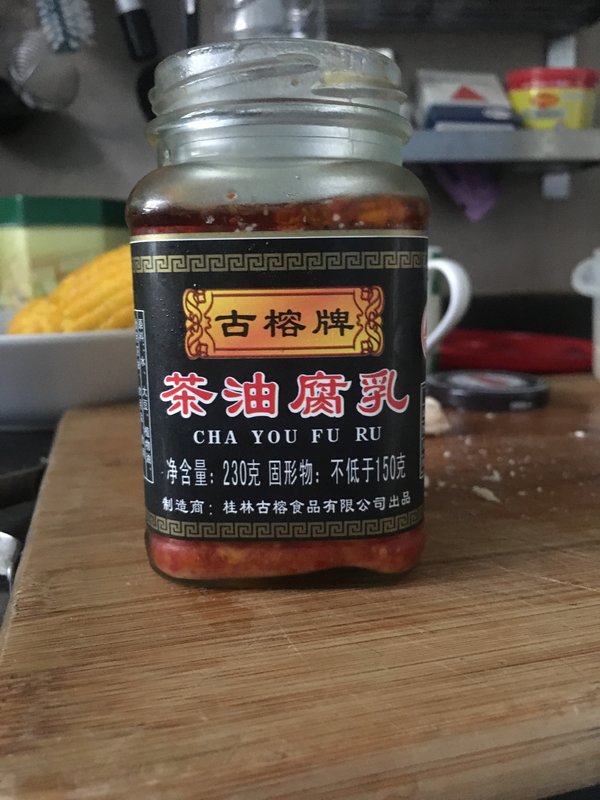 古榕牌
茶油腐乳
CHA YOU FU RU
净含量：230克 固形物：不低于150克
制造商：桂林古榕食品有限公司出品